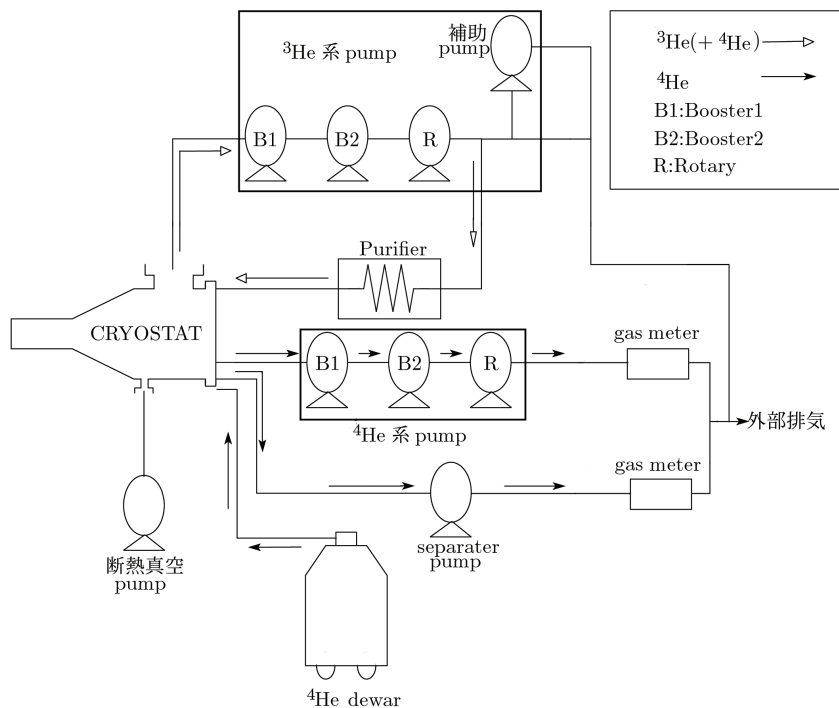 ³He 系 pump
補助
pump
B1
B2
R
³He(+ ⁴He)
⁴He
B1:Booster1
B2:Booster2
R:Rotary
Purifier
CRYOSTAT
B1
B2
R
⁴He 系 pump
gas meter
外部排気
gas meter
separater
pump
断熱真空
pump
⁴He dewar